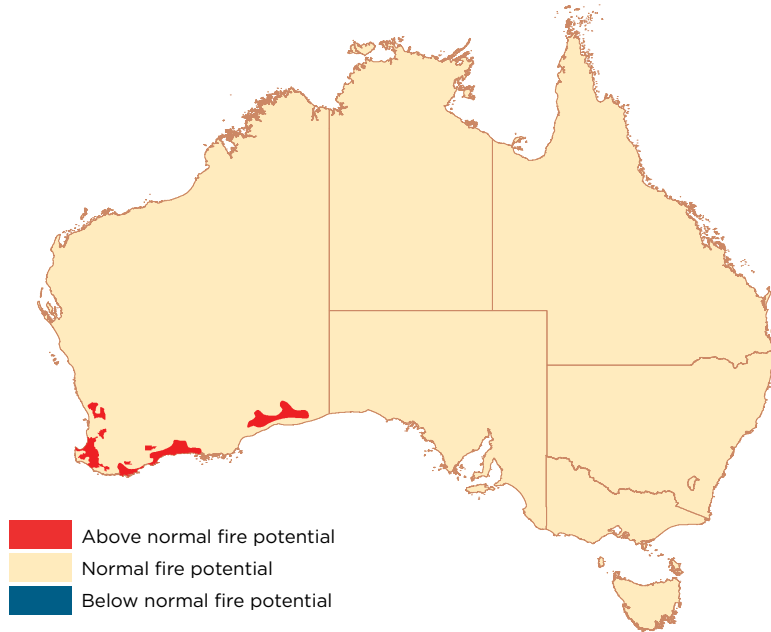 Above normal fire potential
Normal fire potential
Below normal fire potential